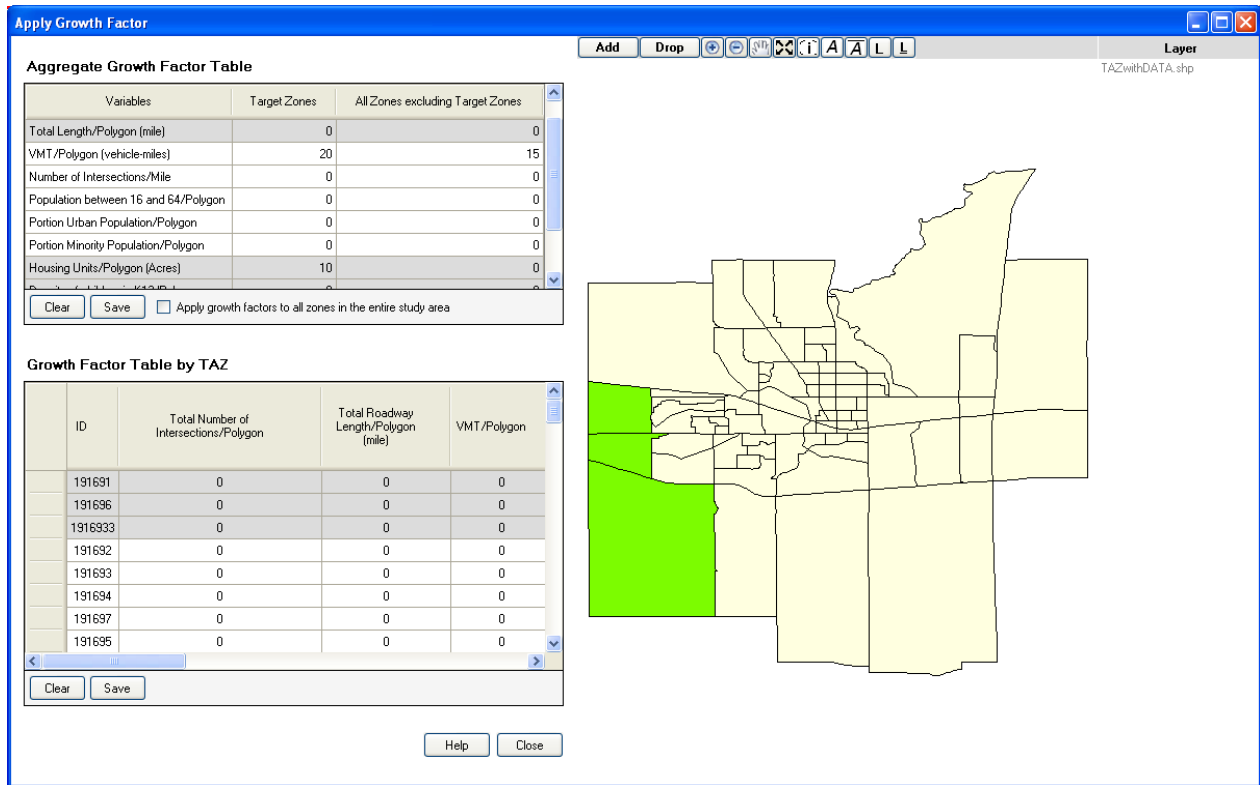 Apply Growth Factor
Add Drop A A L L Layer
TAZwithDATA.shp
Aggregate Growth Factor Table
Variables Target Zones All Zones excluding Target Zones
Total Length/Polygon (mile) 0 0
VMT/Polygon (vehicle-miles) 20 15
Number of Intersections/Mile 0 0
Population between 16 and 64/Polygon 0 0
Portion Urban Population/Polygon 0 0
Portion Minority Population/Polygon 0 0
Housing Units/Polygon (Acres) 10 0
Clear Save Apply growth factors to all zones in the entire study area
Growth Factor Table by TAZ
ID Total Number of Intersections/Polygon Total Roadway Length/Polygon (mile) VMT/Polygon
191691 0 0 0
191696 0 0 0
1916933 0 0 0
191692 0 0 0
191693 0 0 0
191694 0 0 0
191697 0 0 0
191695 0 0 0
Clear Save
Help Close